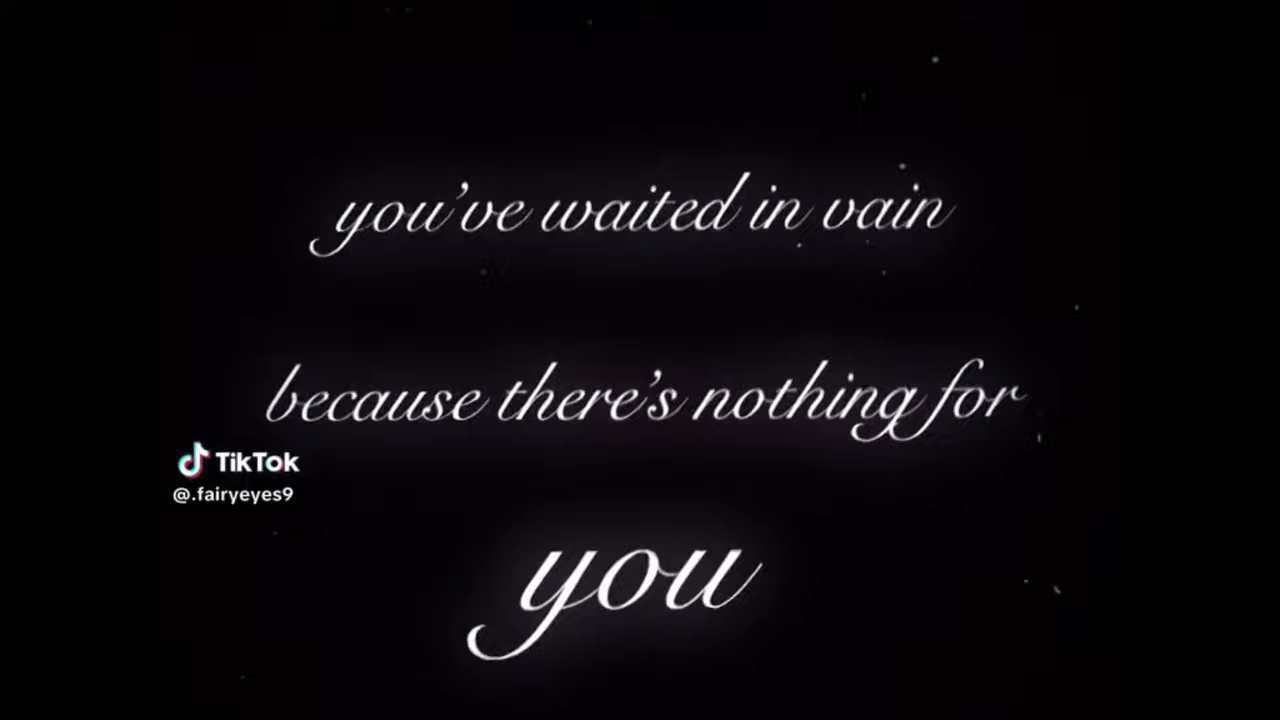 you've waited in vain
because there's nothing for
TikTok
@.fairyeyes9
you